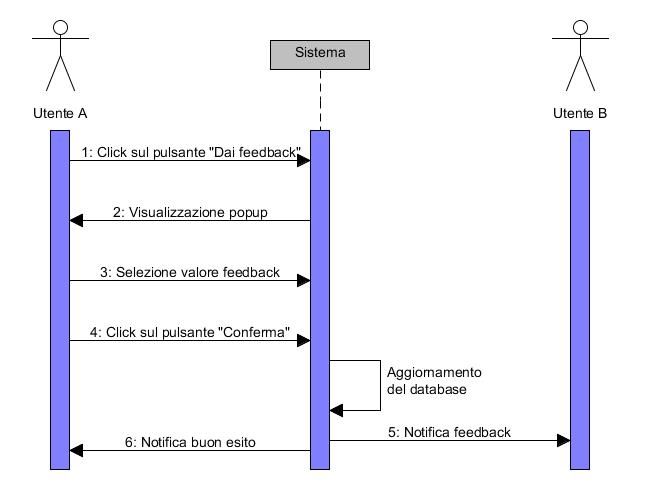 Utente A
Sistema
Utente B
1: Click sul pulsante "Dai feedback"
2: Visualizzazione popup
3: Selezione valore feedback
4: Click sul pulsante "Conferma"
Aggiornamento
del database
5: Notifica feedback
6: Notifica buon esito